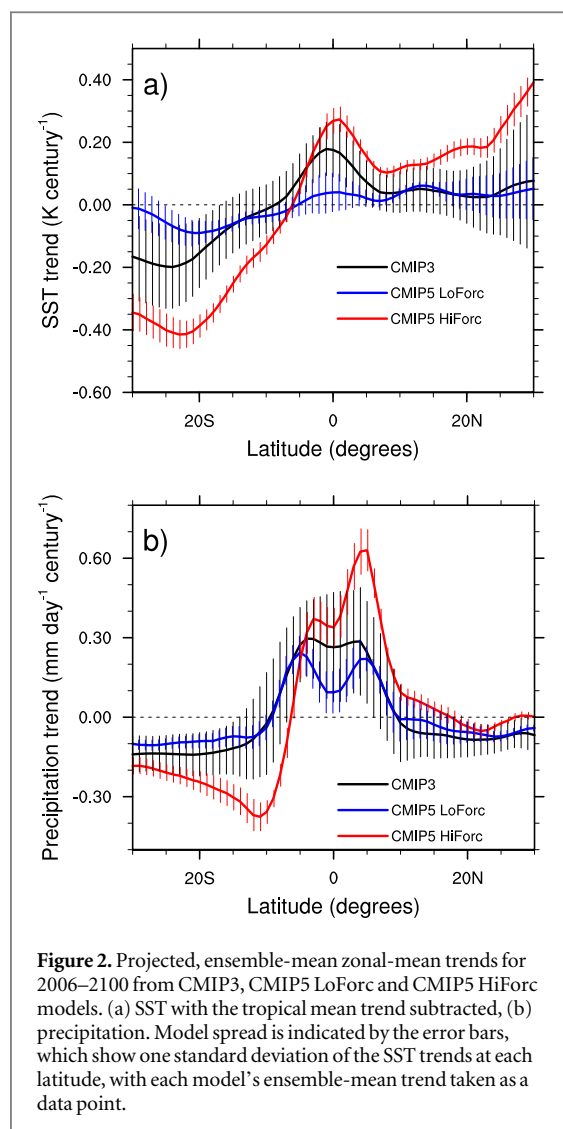 a)
0.40
0.20
0.00
-0.20
-0.40
-0.60
SST trend (K century⁻¹)
CMIP3
CMIP5 LoForc
CMIP5 HiForc
20S 0 20N
Latitude (degrees)
b)
0.60
0.30
0.00
-0.30
Precipitation trend (mm day⁻¹ century⁻¹)
CMIP3
CMIP5 LoForc
CMIP5 HiForc
20S 0 20N
Latitude (degrees)
Figure 2. Projected, ensemble-mean zonal-mean trends for
2006–2100 from CMIP3, CMIP5 LoForc and CMIP5 HiForc
models. (a) SST with the tropical mean trend subtracted, (b)
precipitation. Model spread is indicated by the error bars,
which show one standard deviation of the SST trends at each
latitude, with each model's ensemble-mean trend taken as a
data point.